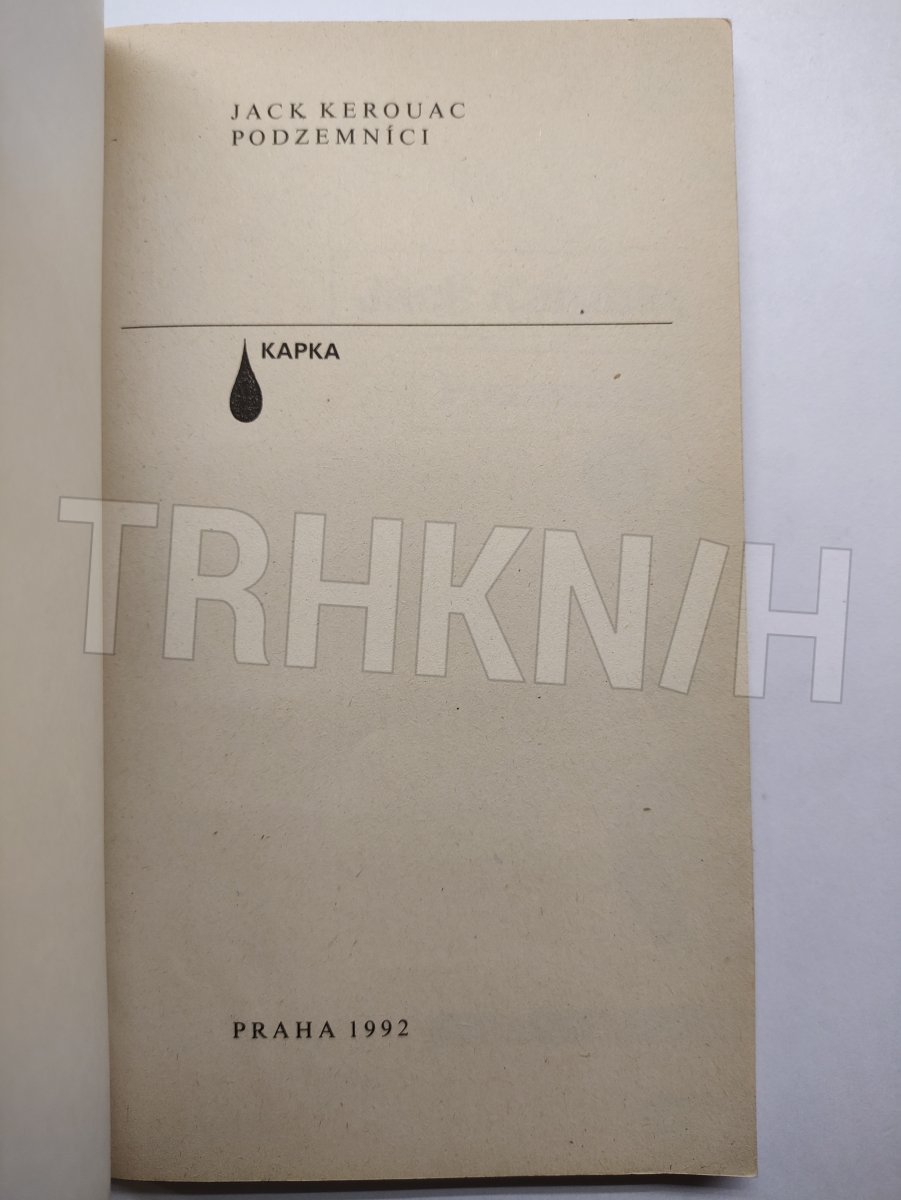 JACK KEROUAC
PODZEMNÍCI
KAPKA
TRHKNIH
PRAHA 1992